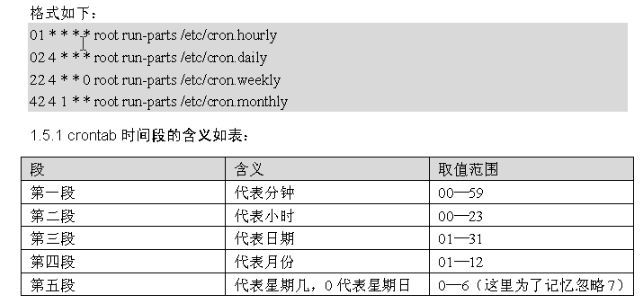 格式如下：
01 * * * * root run-parts /etc/cron.hourly
02 4 * * * root run-parts /etc/cron.daily
22 4 * * 0 root run-parts /etc/cron.weekly
42 4 1 * * root run-parts /etc/cron.monthly
1.5.1 crontab 时间段的含义如表：
段 含义 取值范围
第一段 代表分钟 00—59
第二段 代表小时 00—23
第三段 代表日期 01—31
第四段 代表月份 01—12
第五段 代表星期几，0 代表星期日 0—6（这里为了记忆忽略 7）